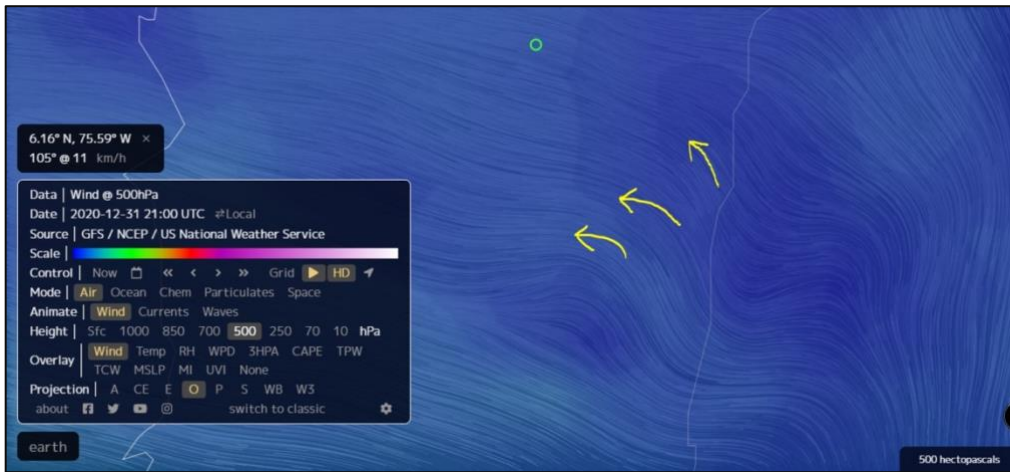 6.16° N, 75.59° W ×
105° @ 11 km/h
Data | Wind @ 500hPa
Date | 2020-12-31 21:00 UTC ⇄Local
Source | GFS / NCEP / US National Weather Service
Scale |
Control | Now « ‹ › » Grid HD
Mode | Air Ocean Chem Particulates Space
Animate | Wind Currents Waves
Height | Sfc 1000 850 700 500 250 70 10 hPa
Overlay | Wind Temp RH WPD 3HPA CAPE TPW
TCW MSLP MI UVI None
Projection | A CE E O P S WB W3
about switch to classic
earth
500 hectopascals